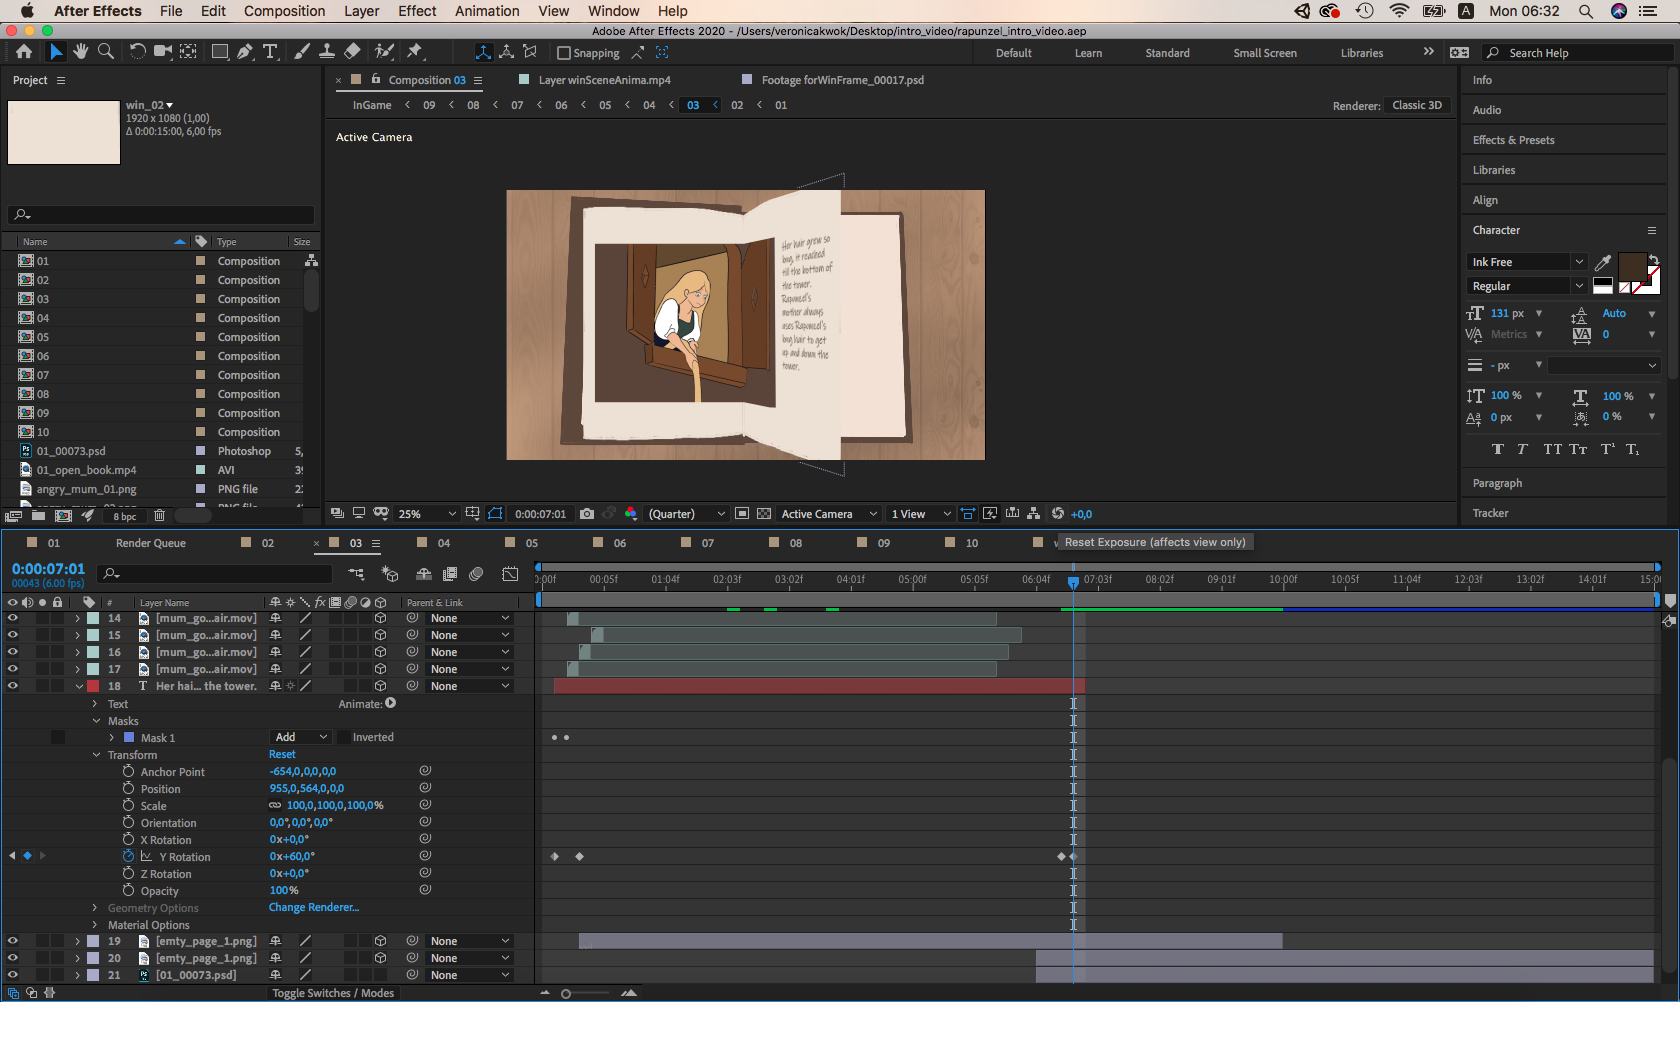 After Effects File Edit Composition Layer Effect Animation View Window Help Mon 06:32
Adobe After Effects 2020 - /Users/veronicakwok/Desktop/intro_video/rapunzel_intro_video.aep
Snapping Default Learn Standard Small Screen Libraries Search Help
Project
win_02
1920 x 1080 (1,00)
Δ 0:00:15:00, 6,00 fps
Name Type Size
01 Composition
02 Composition
03 Composition
04 Composition
05 Composition
06 Composition
07 Composition
08 Composition
09 Composition
10 Composition
01_00073.psd Photoshop 5,
01_open_book.mp4 AVI
angry_mum_01.png PNG file
8 bpc
Composition 03 Layer winSceneAnima.mp4 Footage forWinFrame_00017.psd
InGame < 09 < 08 < 07 < 06 < 05 < 04 < 03 < 02 < 01
Renderer: Classic 3D
Active Camera
Her hair grew so
long, it reached
till the bottom of
the tower.
Rapunzel's
mother always
uses Rapunzel's
long hair to get
up and down the
tower.
25% 0:00:07:01 (Quarter) Active Camera 1 View +0,0
Info
Audio
Effects & Presets
Libraries
Align
Character
Ink Free
Regular
131 px Auto
Metrics 0
- px
100 % 100 %
0 px 0 %
Paragraph
Tracker
01 Render Queue 02 03 04 05 06 07 08 09 10
Reset Exposure (affects view only)
0:00:07:01
00043 (6.00 fps)
0:00f 00:05f 01:04f 02:03f 03:02f 04:01f 05:00f 05:05f 06:04f 07:03f 08:02f 09:01f 10:00f 10:05f 11:04f 12:03f 13:02f 14:01f 15:0
# Layer Name Parent & Link
14 [mum_go...air.mov] None
15 [mum_go...air.mov] None
16 [mum_go...air.mov] None
17 [mum_go...air.mov] None
18 T Her hai... the tower. None
Text Animate:
Masks
Mask 1 Add Inverted
Transform Reset
Anchor Point -654,0,0,0,0,0
Position 955,0,564,0,0,0
Scale 100,0,100,0,100,0%
Orientation 0,0°,0,0°,0,0°
X Rotation 0x+0,0°
Y Rotation 0x+60,0°
Z Rotation 0x+0,0°
Opacity 100%
Geometry Options Change Renderer...
Material Options
19 [emty_page_1.png] None
20 [emty_page_1.png] None
21 [01_00073.psd] None
Toggle Switches / Modes